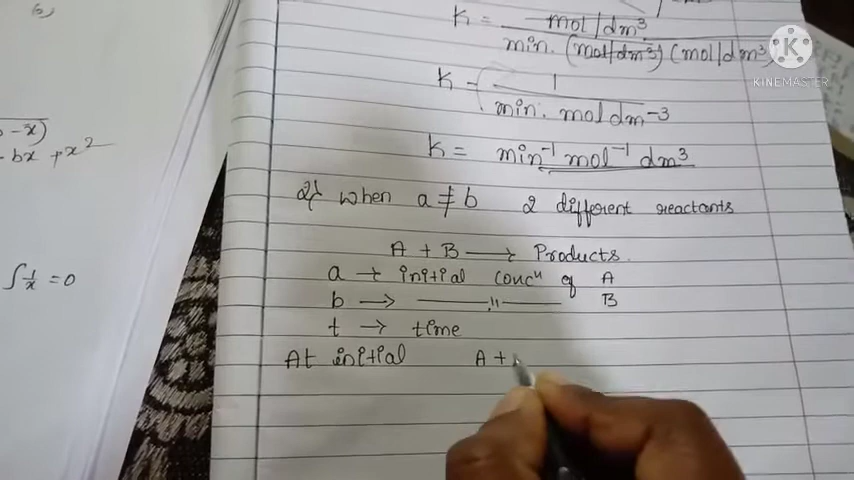 6)
- x)
- bx + x²
∫ 1/x = 0
K = mol/dm³ / min. (mol/dm³) (mol/dm³)
K = 1 / min. mol dm⁻³
K = min⁻¹ mol⁻¹ dm³
2} When a ≠ b 2 different reactants
A + B → Products.
a → initial concⁿ of A
b → —— " —— B
t → time
At initial A +
KINEMASTER